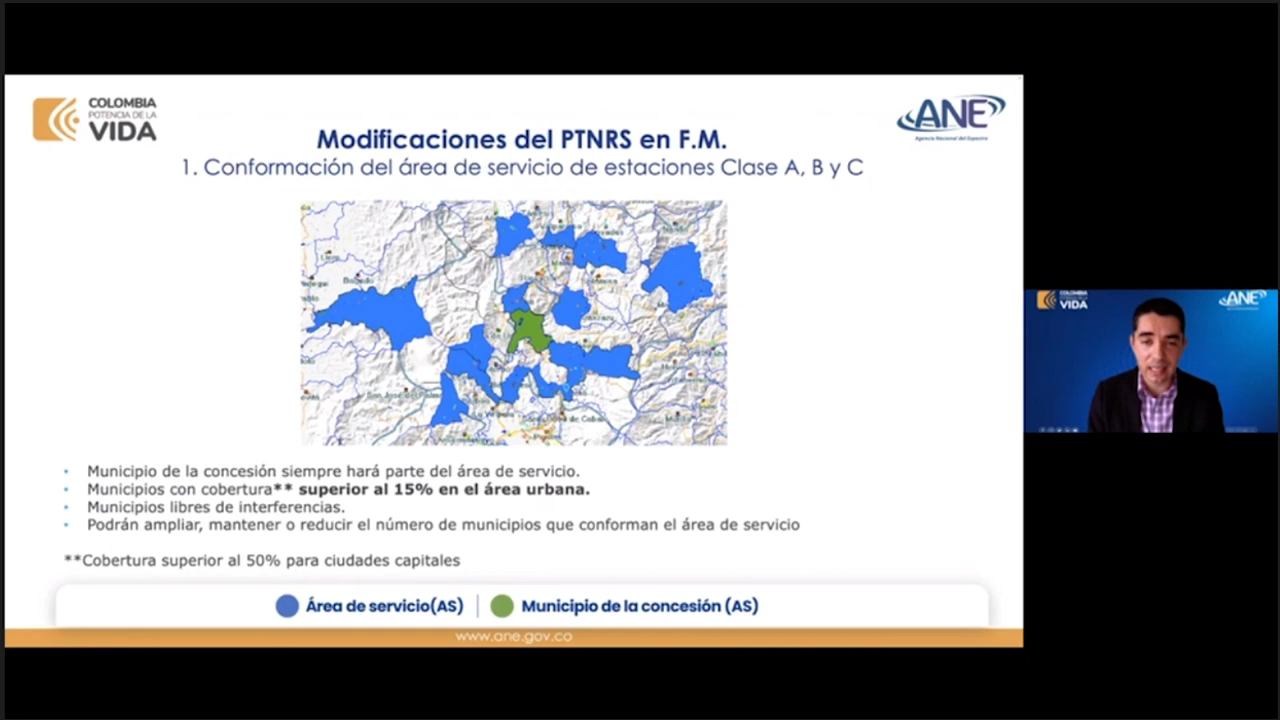 COLOMBIA
POTENCIA DE LA
VIDA
ANE
Agencia Nacional del Espectro
Modificaciones del PTNRS en F.M.
1. Conformación del área de servicio de estaciones Clase A, B y C
• Municipio de la concesión siempre hará parte del área de servicio.
• Municipios con cobertura** superior al 15% en el área urbana.
• Municipios libres de interferencias.
• Podrán ampliar, mantener o reducir el número de municipios que conforman el área de servicio
**Cobertura superior al 50% para ciudades capitales
Área de servicio(AS)
Municipio de la concesión (AS)
www.ane.gov.co
COLOMBIA
VIDA
ANE